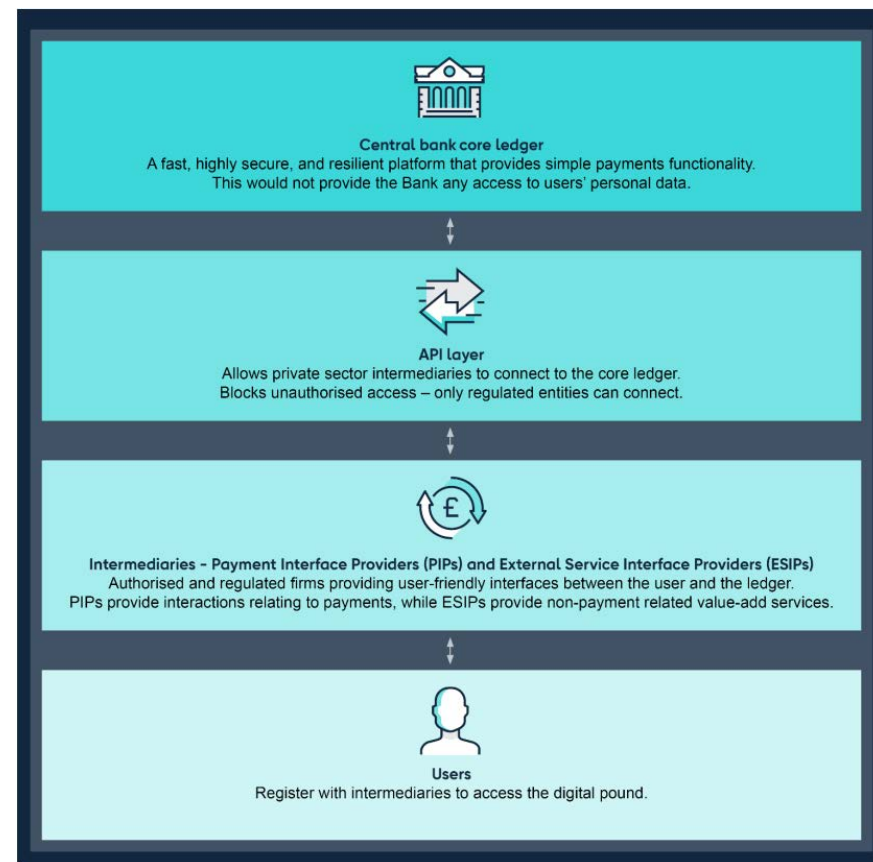 Central bank core ledger
A fast, highly secure, and resilient platform that provides simple payments functionality.
This would not provide the Bank any access to users' personal data.
API layer
Allows private sector intermediaries to connect to the core ledger.
Blocks unauthorised access – only regulated entities can connect.
£
Intermediaries - Payment Interface Providers (PIPs) and External Service Interface Providers (ESIPs)
Authorised and regulated firms providing user-friendly interfaces between the user and the ledger.
PIPs provide interactions relating to payments, while ESIPs provide non-payment related value-add services.
Users
Register with intermediaries to access the digital pound.